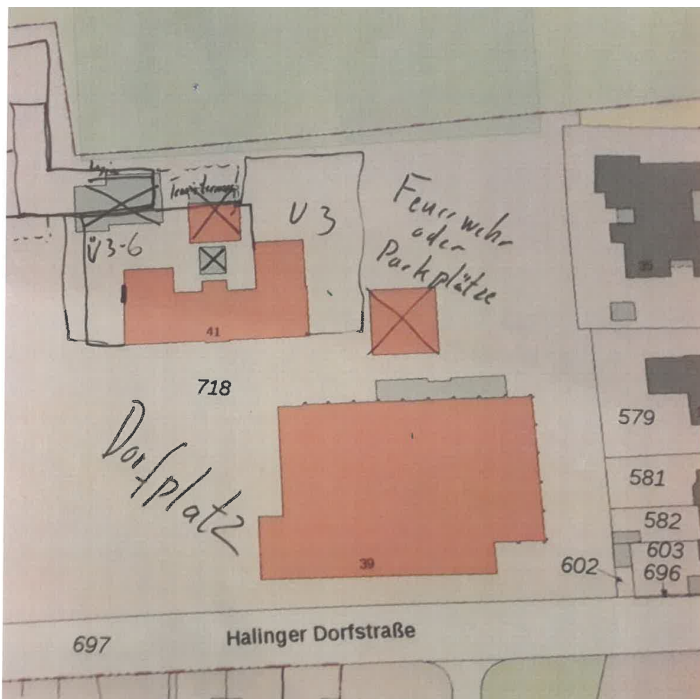 U 3
Feuerwehr
oder
Parkplätze
Ü3-6
41
35
718
Dorfplatz
579
581
582
603
602
696
39
697
Halinger Dorfstraße